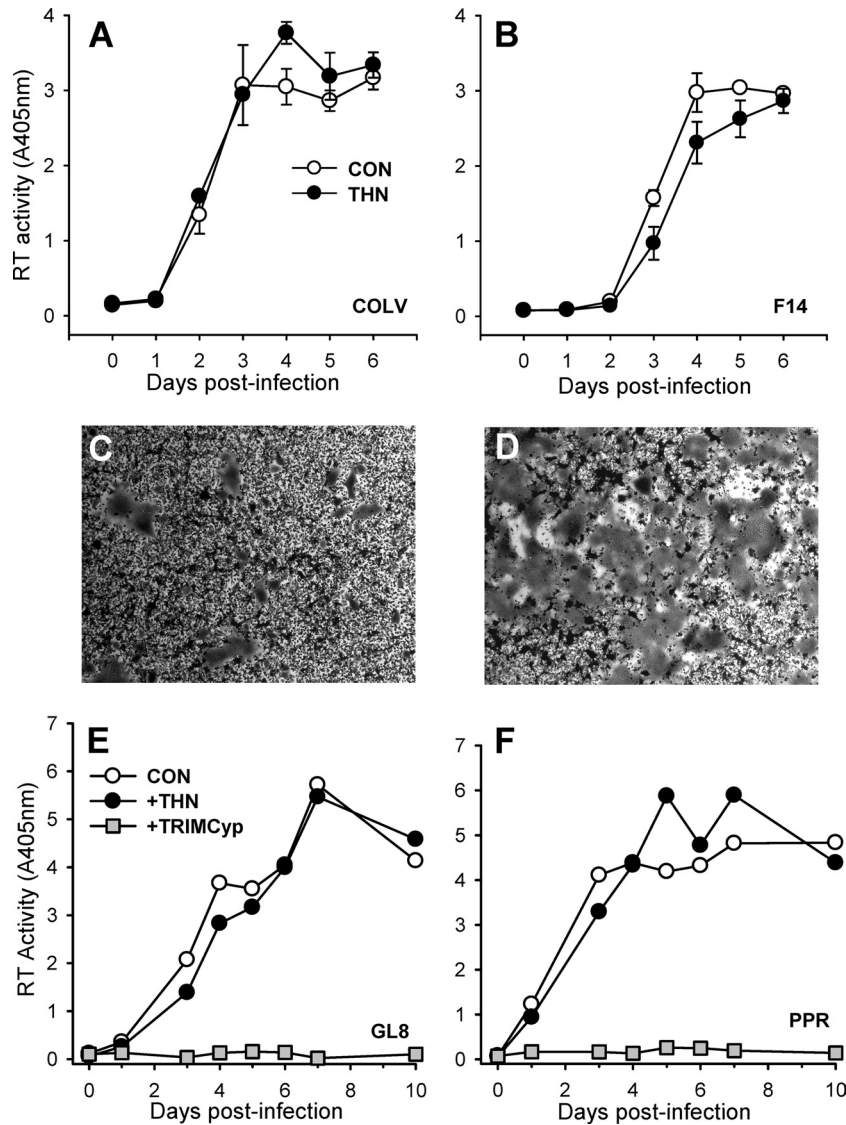 A
B
4
3
2
1
0
RT activity (A405nm)
CON
THN
COLV
0 1 2 3 4 5 6
Days post-infection
4
3
2
1
0
F14
0 1 2 3 4 5 6
Days post-infection
C
D
E
7
6
5
4
3
2
1
0
RT Activity (A405nm)
CON
+THN
+TRIMCyp
GL8
0 2 4 6 8 10
Days post-infection
F
7
6
5
4
3
2
1
0
PPR
0 2 4 6 8 10
Days post-infection